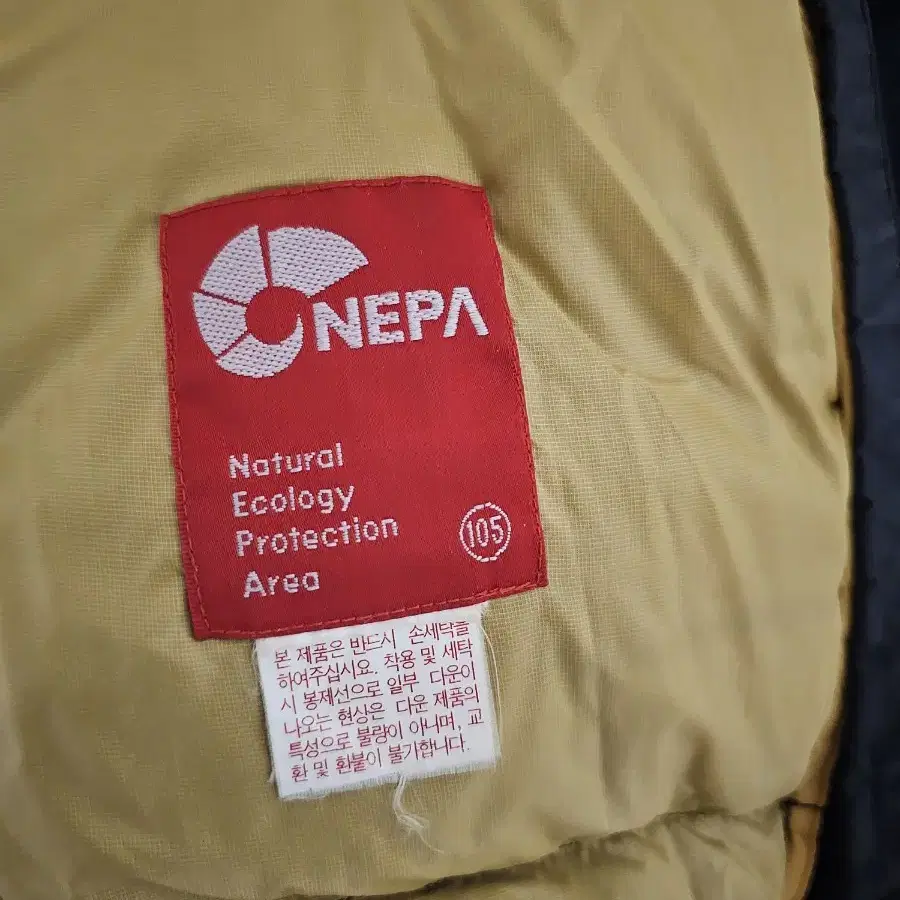 NEPA
Natural
Ecology
Protection
Area
105
본 제품은 반드시 손세탁을
하여주십시요. 착용 및 세탁
시 봉제선으로 일부 다운이
나오는 현상은 다운 제품의
특성으로 불량이 아니며, 교
환 및 환불이 불가합니다.